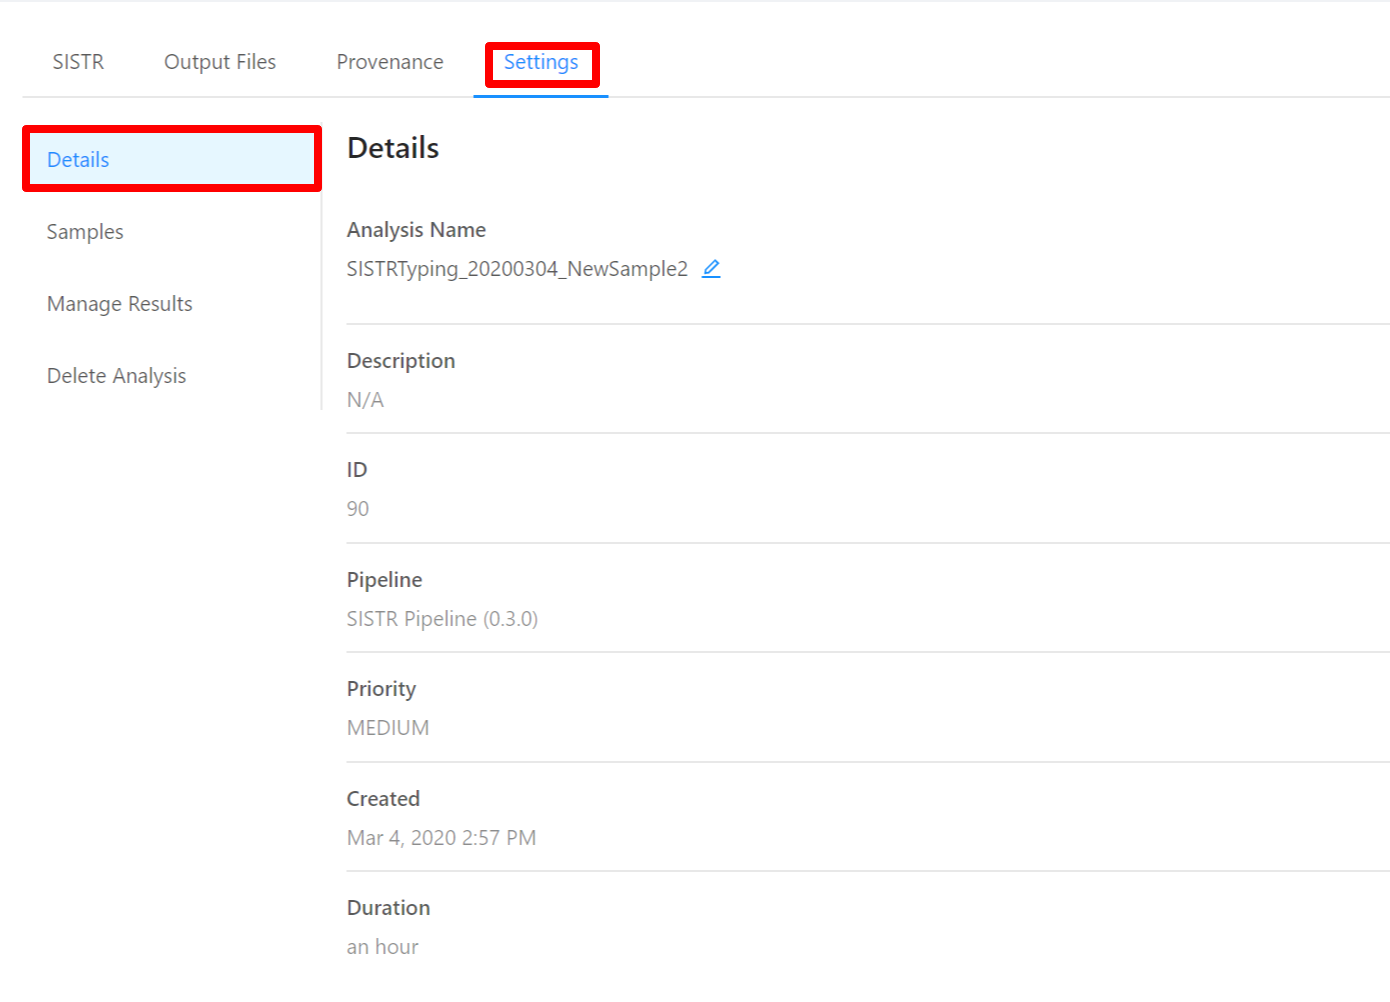 SISTR Output Files Provenance Settings
Details
Samples
Manage Results
Delete Analysis
Details
Analysis Name
SISTRTyping_20200304_NewSample2
Description
N/A
ID
90
Pipeline
SISTR Pipeline (0.3.0)
Priority
MEDIUM
Created
Mar 4, 2020 2:57 PM
Duration
an hour